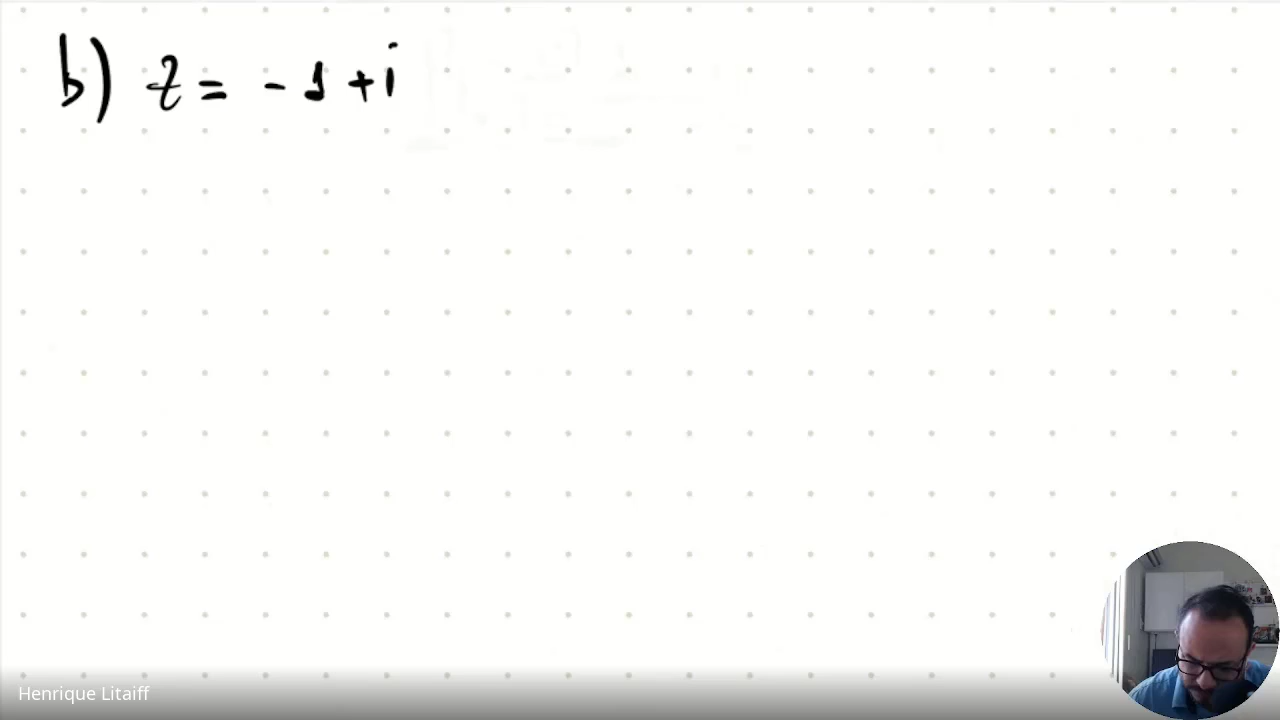 b) z = - 1 + i
Henrique Litaiff